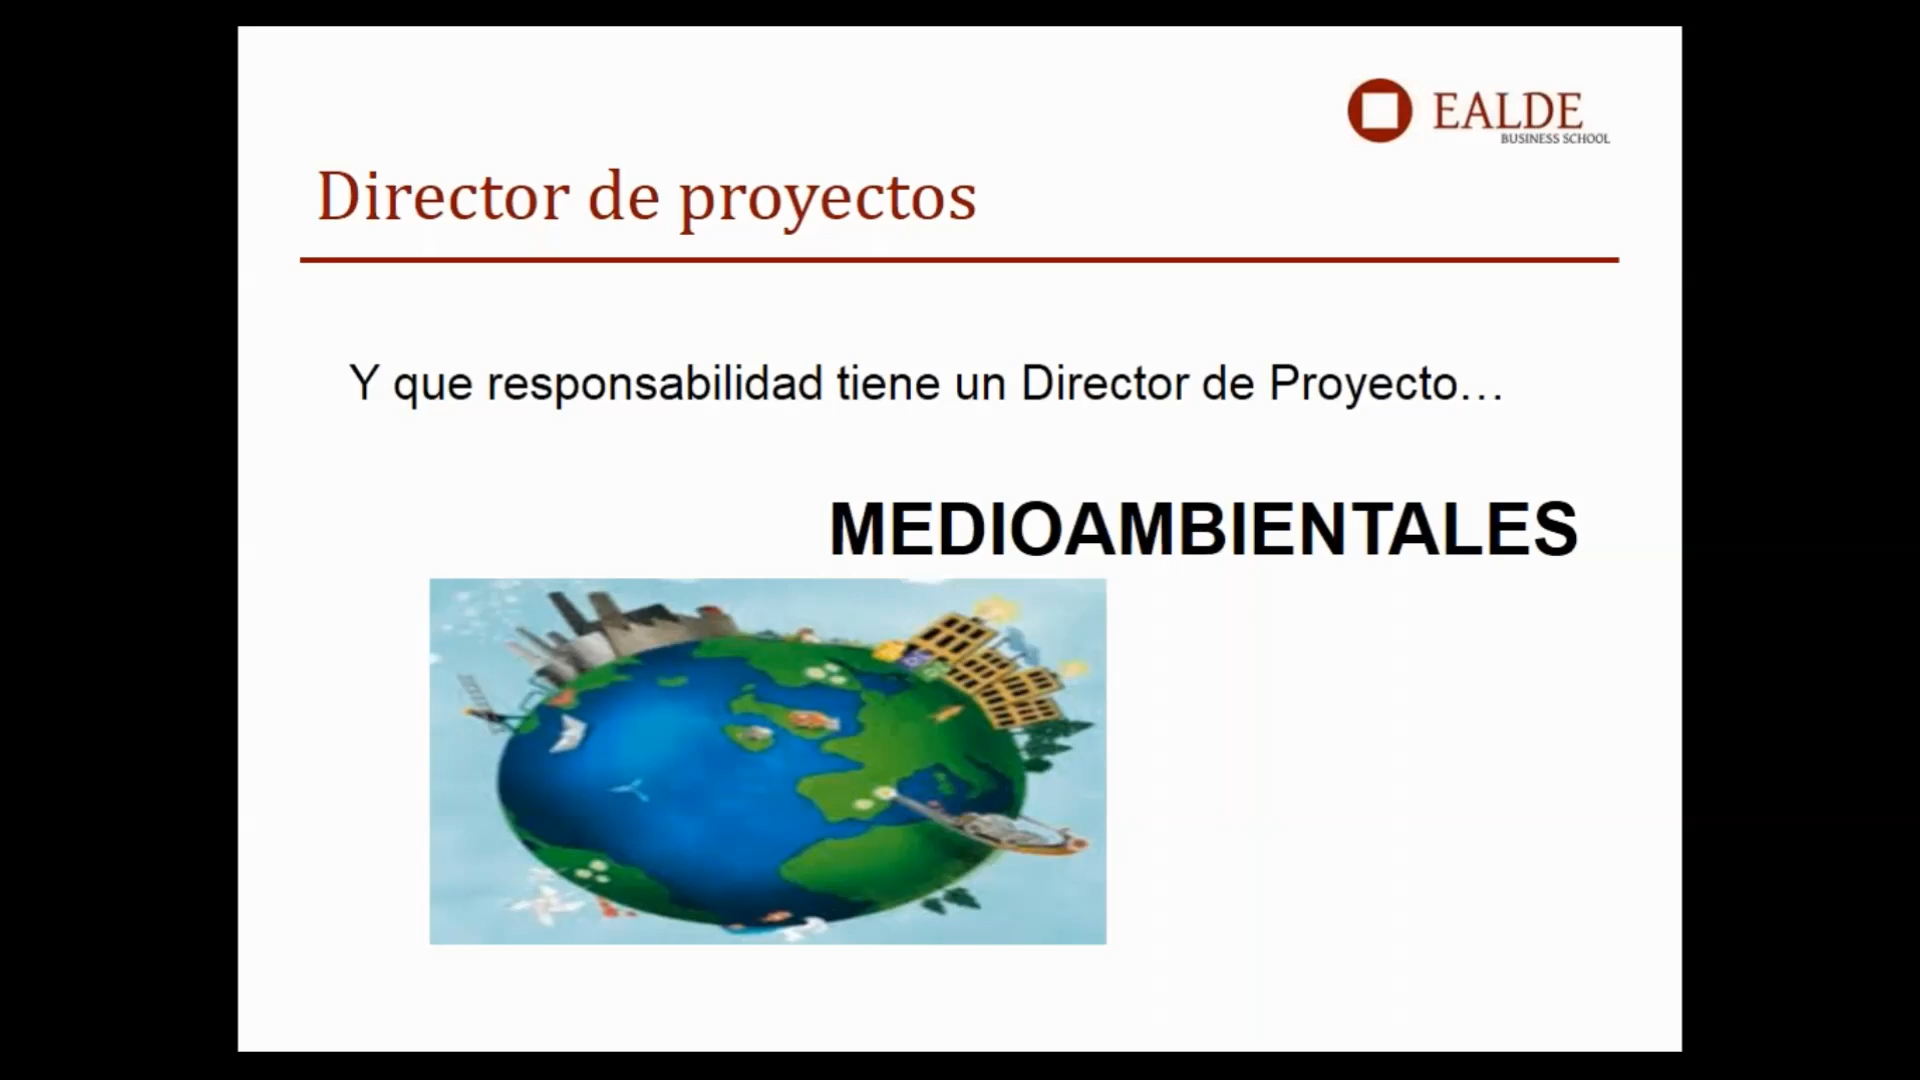 EALDE
BUSINESS SCHOOL
Director de proyectos
Y que responsabilidad tiene un Director de Proyecto…
MEDIOAMBIENTALES